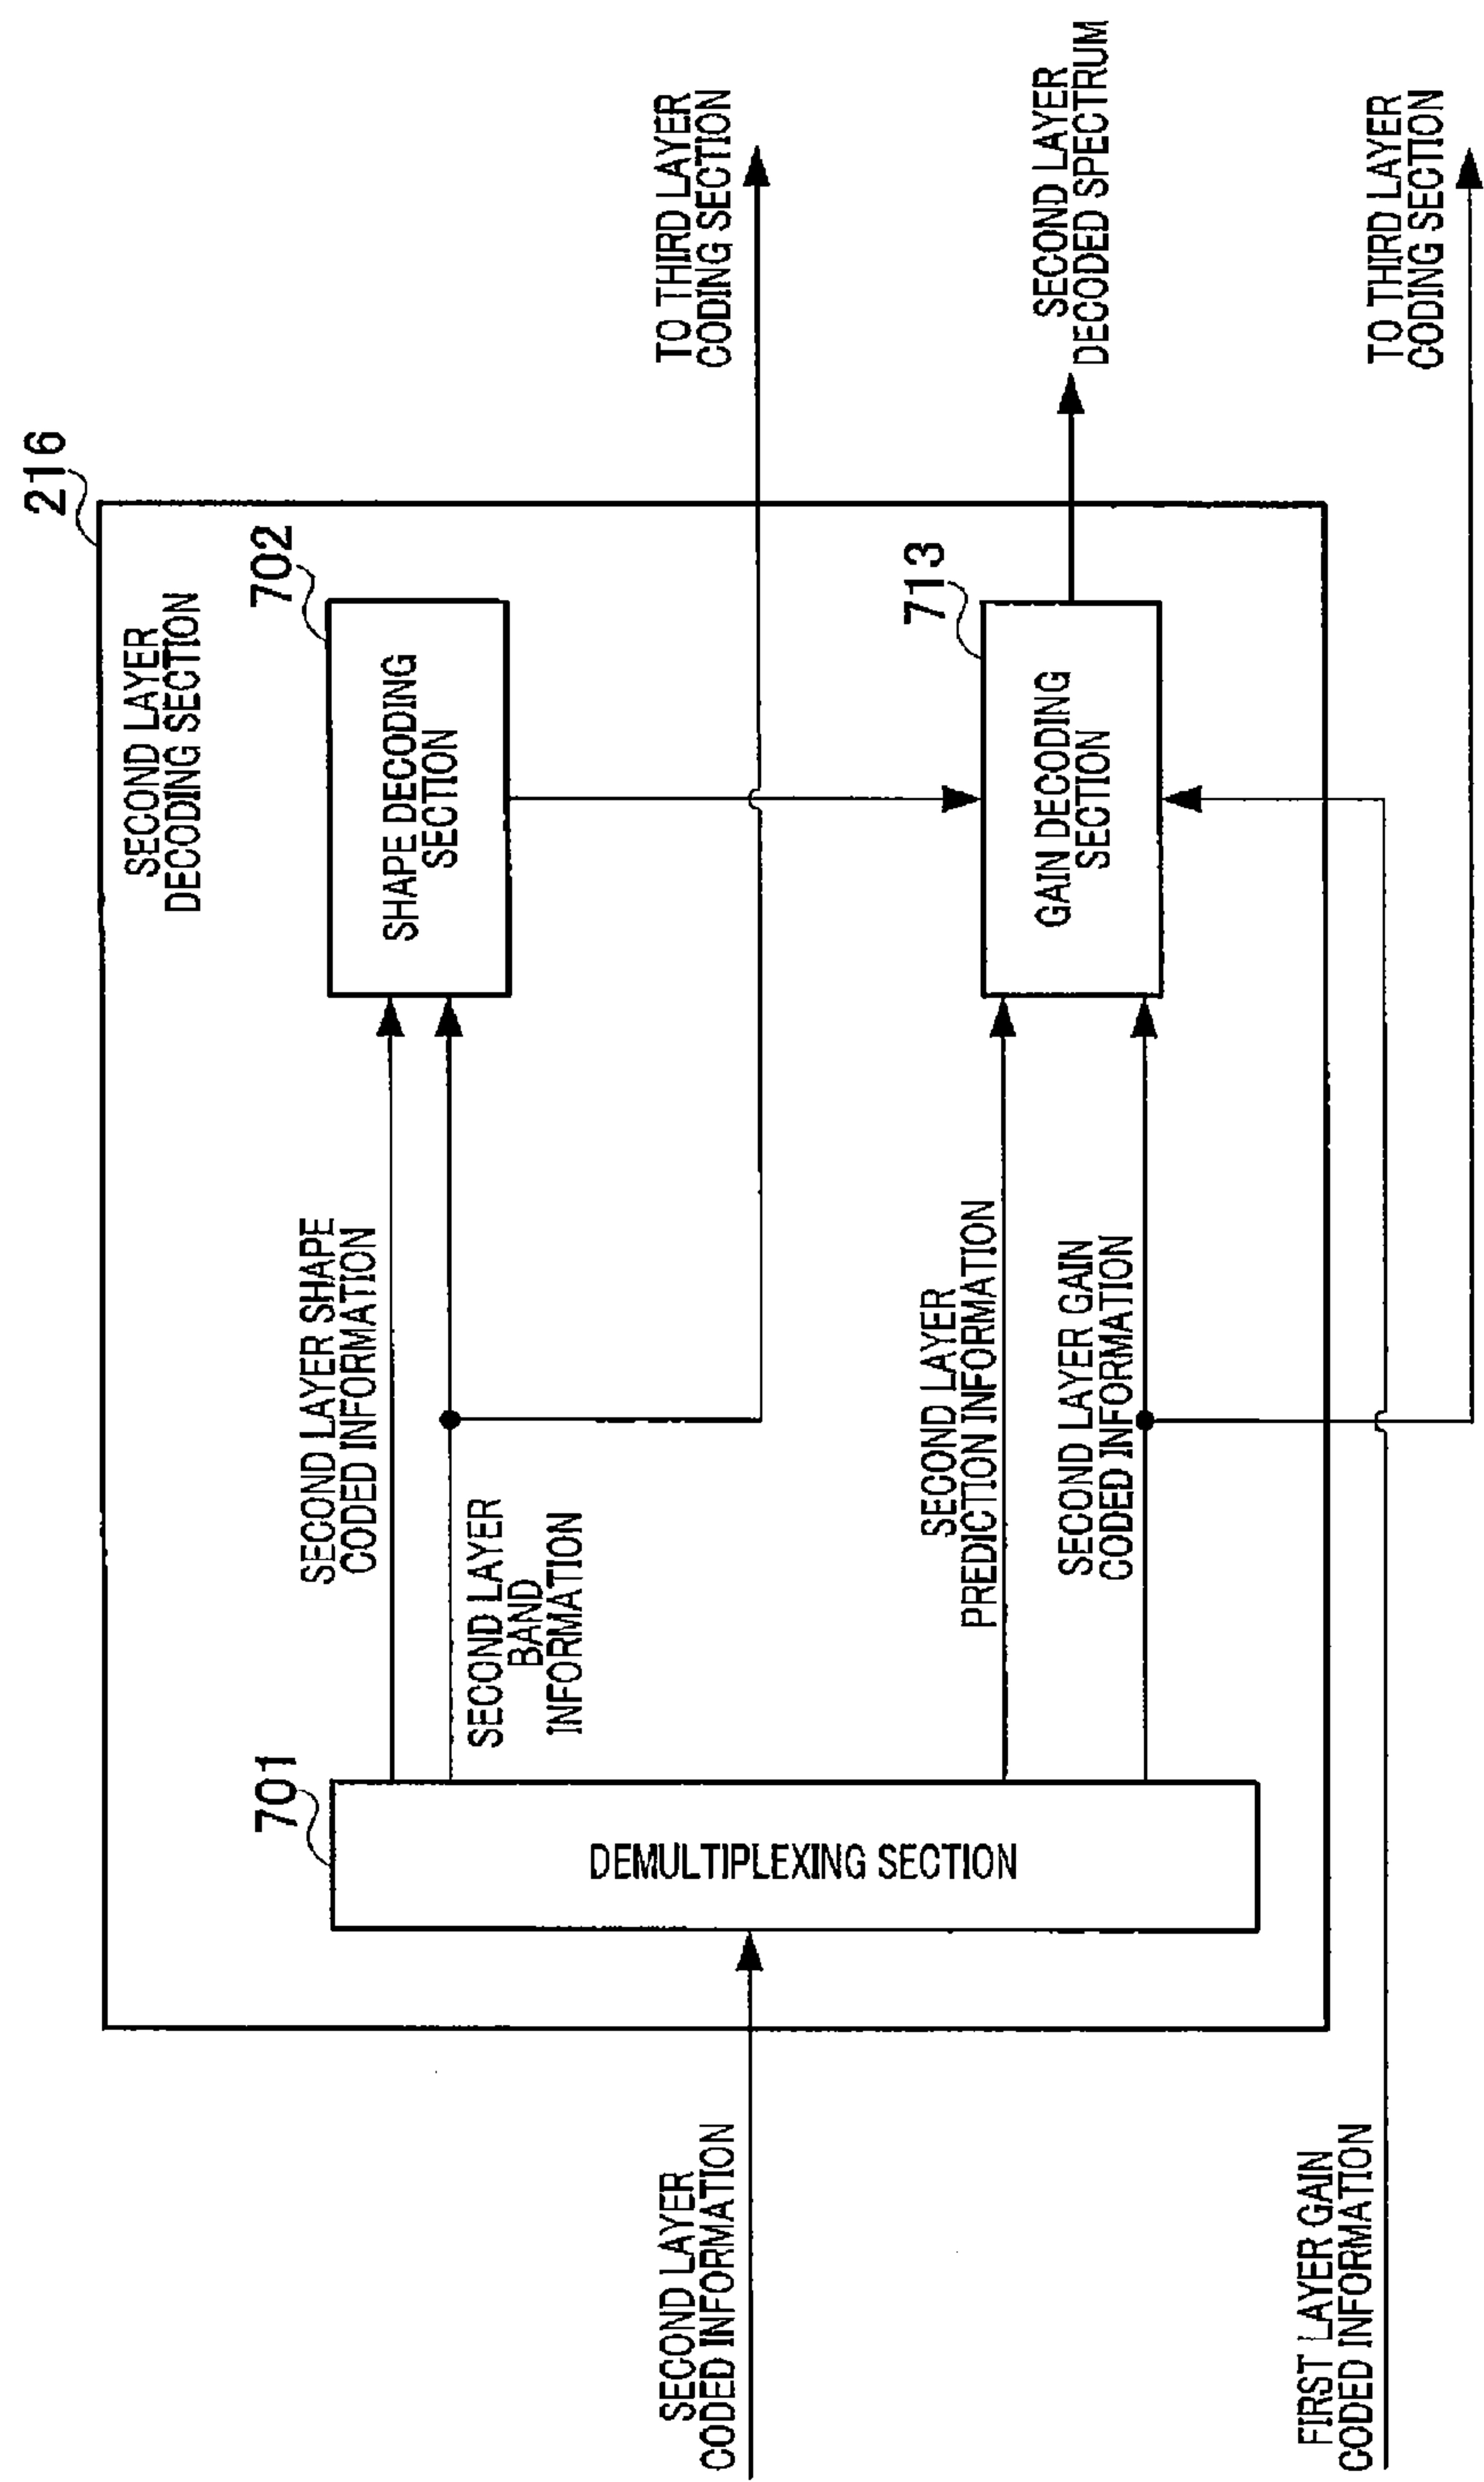 216
SECOND LAYER
DECODING SECTION
701
DEMULTIPLEXING SECTION
SECOND LAYER
CODED INFORMATION
SECOND LAYER SHAPE
CODED INFORMATION
SECOND LAYER
BAND
INFORMATION
702
SHAPE DECODING
SECTION
TO THIRD LAYER
CODING SECTION
SECOND LAYER
PREDICTION INFORMATION
SECOND LAYER GAIN
CODED INFORMATION
713
GAIN DECODING
SECTION
SECOND LAYER
DECODED SPECTRUM
FIRST LAYER GAIN
CODED INFORMATION
TO THIRD LAYER
CODING SECTION